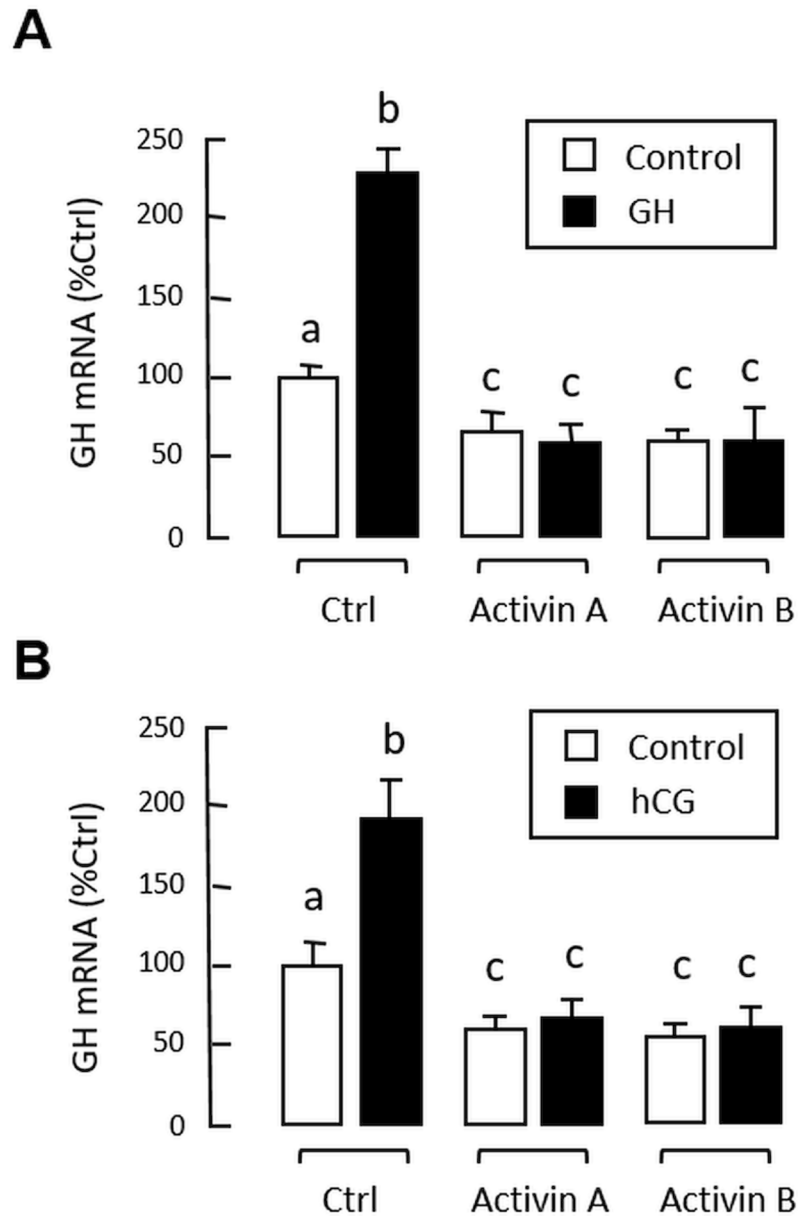 A
GH mRNA (%Ctrl)
250
200
150
100
50
0
a
b
c
c
c
c
Control
GH
Ctrl
Activin A
Activin B
B
GH mRNA (%Ctrl)
250
200
150
100
50
0
a
b
c
c
c
c
Control
hCG
Ctrl
Activin A
Activin B